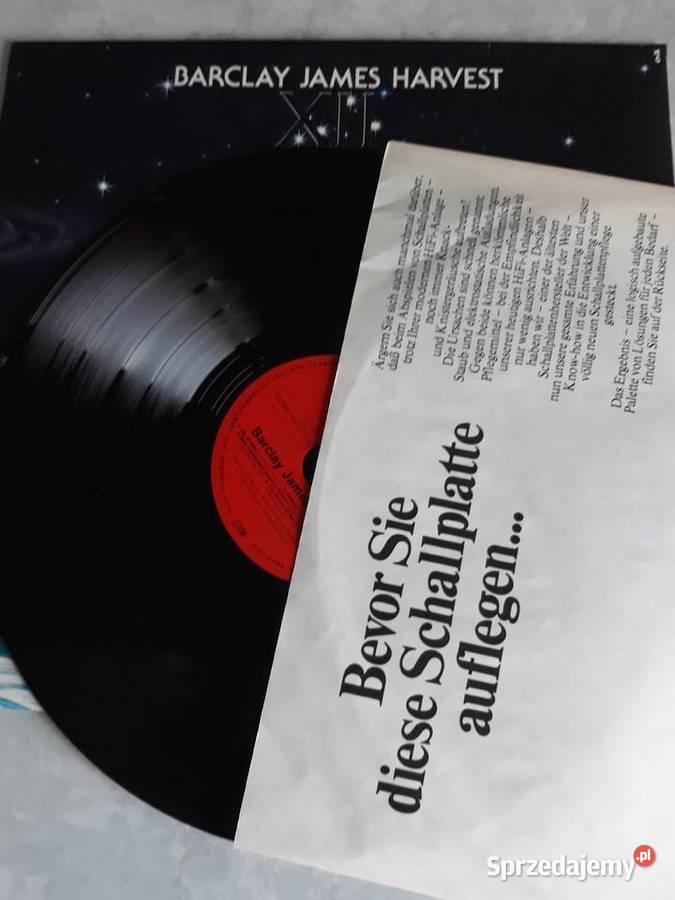 BARCLAY JAMES HARVEST
XII
Barclay Jame
Bevor Sie
diese Schallplatte
auflegen...
Ärgern Sie sich auch manchmal darüber,
daß beim Abspielen von Schallplatten –
trotz Ihrer modernen HiFi-Anlage –
noch immer Knack-
und Knistergeräusche auftreten?
Die Ursachen sind schnell genannt:
Staub und elektrostatische Aufladungen.
Gegen beide können herkömmliche
Pflegemittel – bei der Empfindlichkeit
unserer heutigen HiFi-Anlagen –
nur wenig ausrichten. Deshalb
haben wir – einer der ältesten
Schallplattenhersteller der Welt –
nun unsere gesamte Erfahrung und unser
Know-how in die Entwicklung einer
völlig neuen Schallplattenpflege
gesteckt.
Das Ergebnis – eine logisch aufgebaute
Palette von Lösungen für jeden Bedarf –
finden Sie auf der Rückseite.
Sprzedajemy.pl